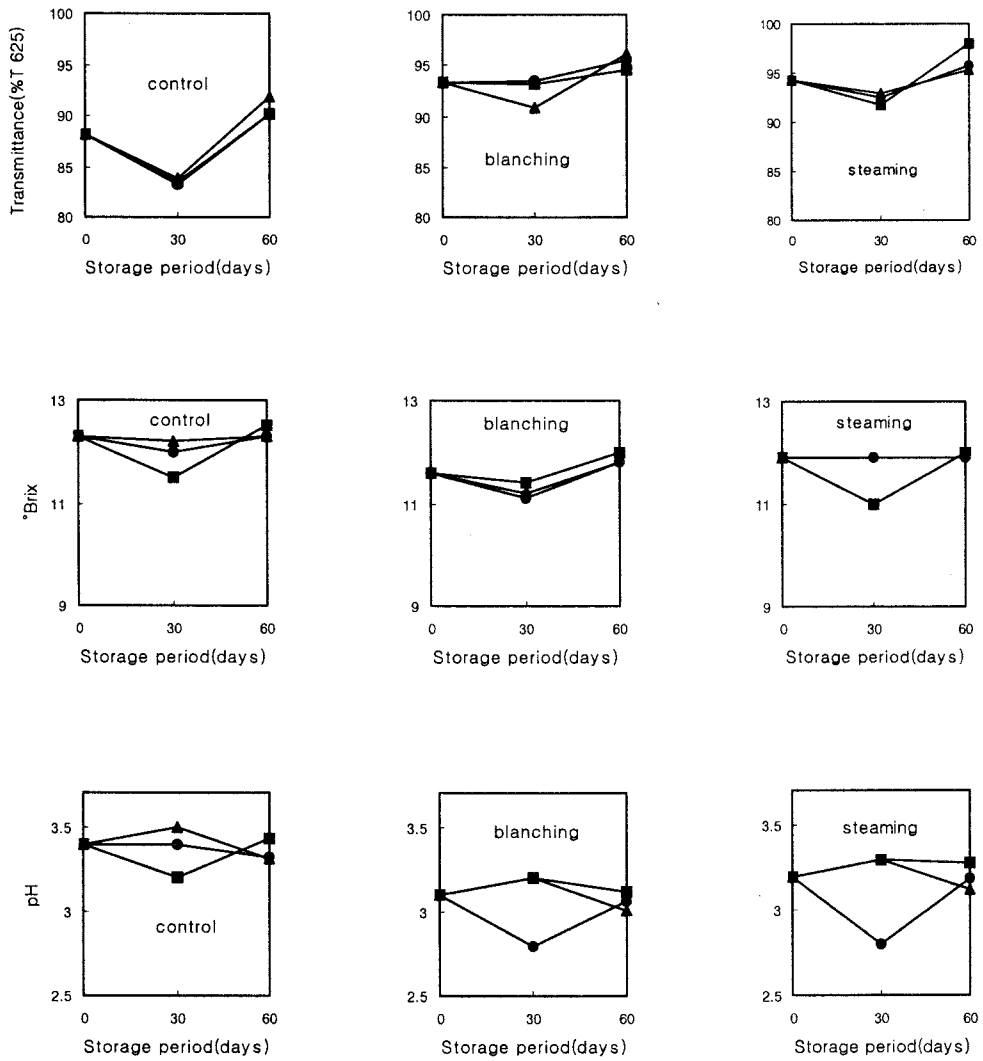 Transmittance(%T 625)
100
95
90
85
80
control
0 30 60
Storage period(days)
100
95
90
85
80
blanching
0 30 60
Storage period(days)
100
95
90
85
80
steaming
0 30 60
Storage period(days)
°Brix
13
11
9
control
0 30 60
Storage period(days)
13
11
9
blanching
0 30 60
Storage period(days)
13
11
9
steaming
0 30 60
Storage period(days)
pH
3.5
3
2.5
control
0 30 60
Storage period(days)
3.5
3
2.5
blanching
0 30 60
Storage period(days)
3.5
3
2.5
steaming
0 30 60
Storage period(days)